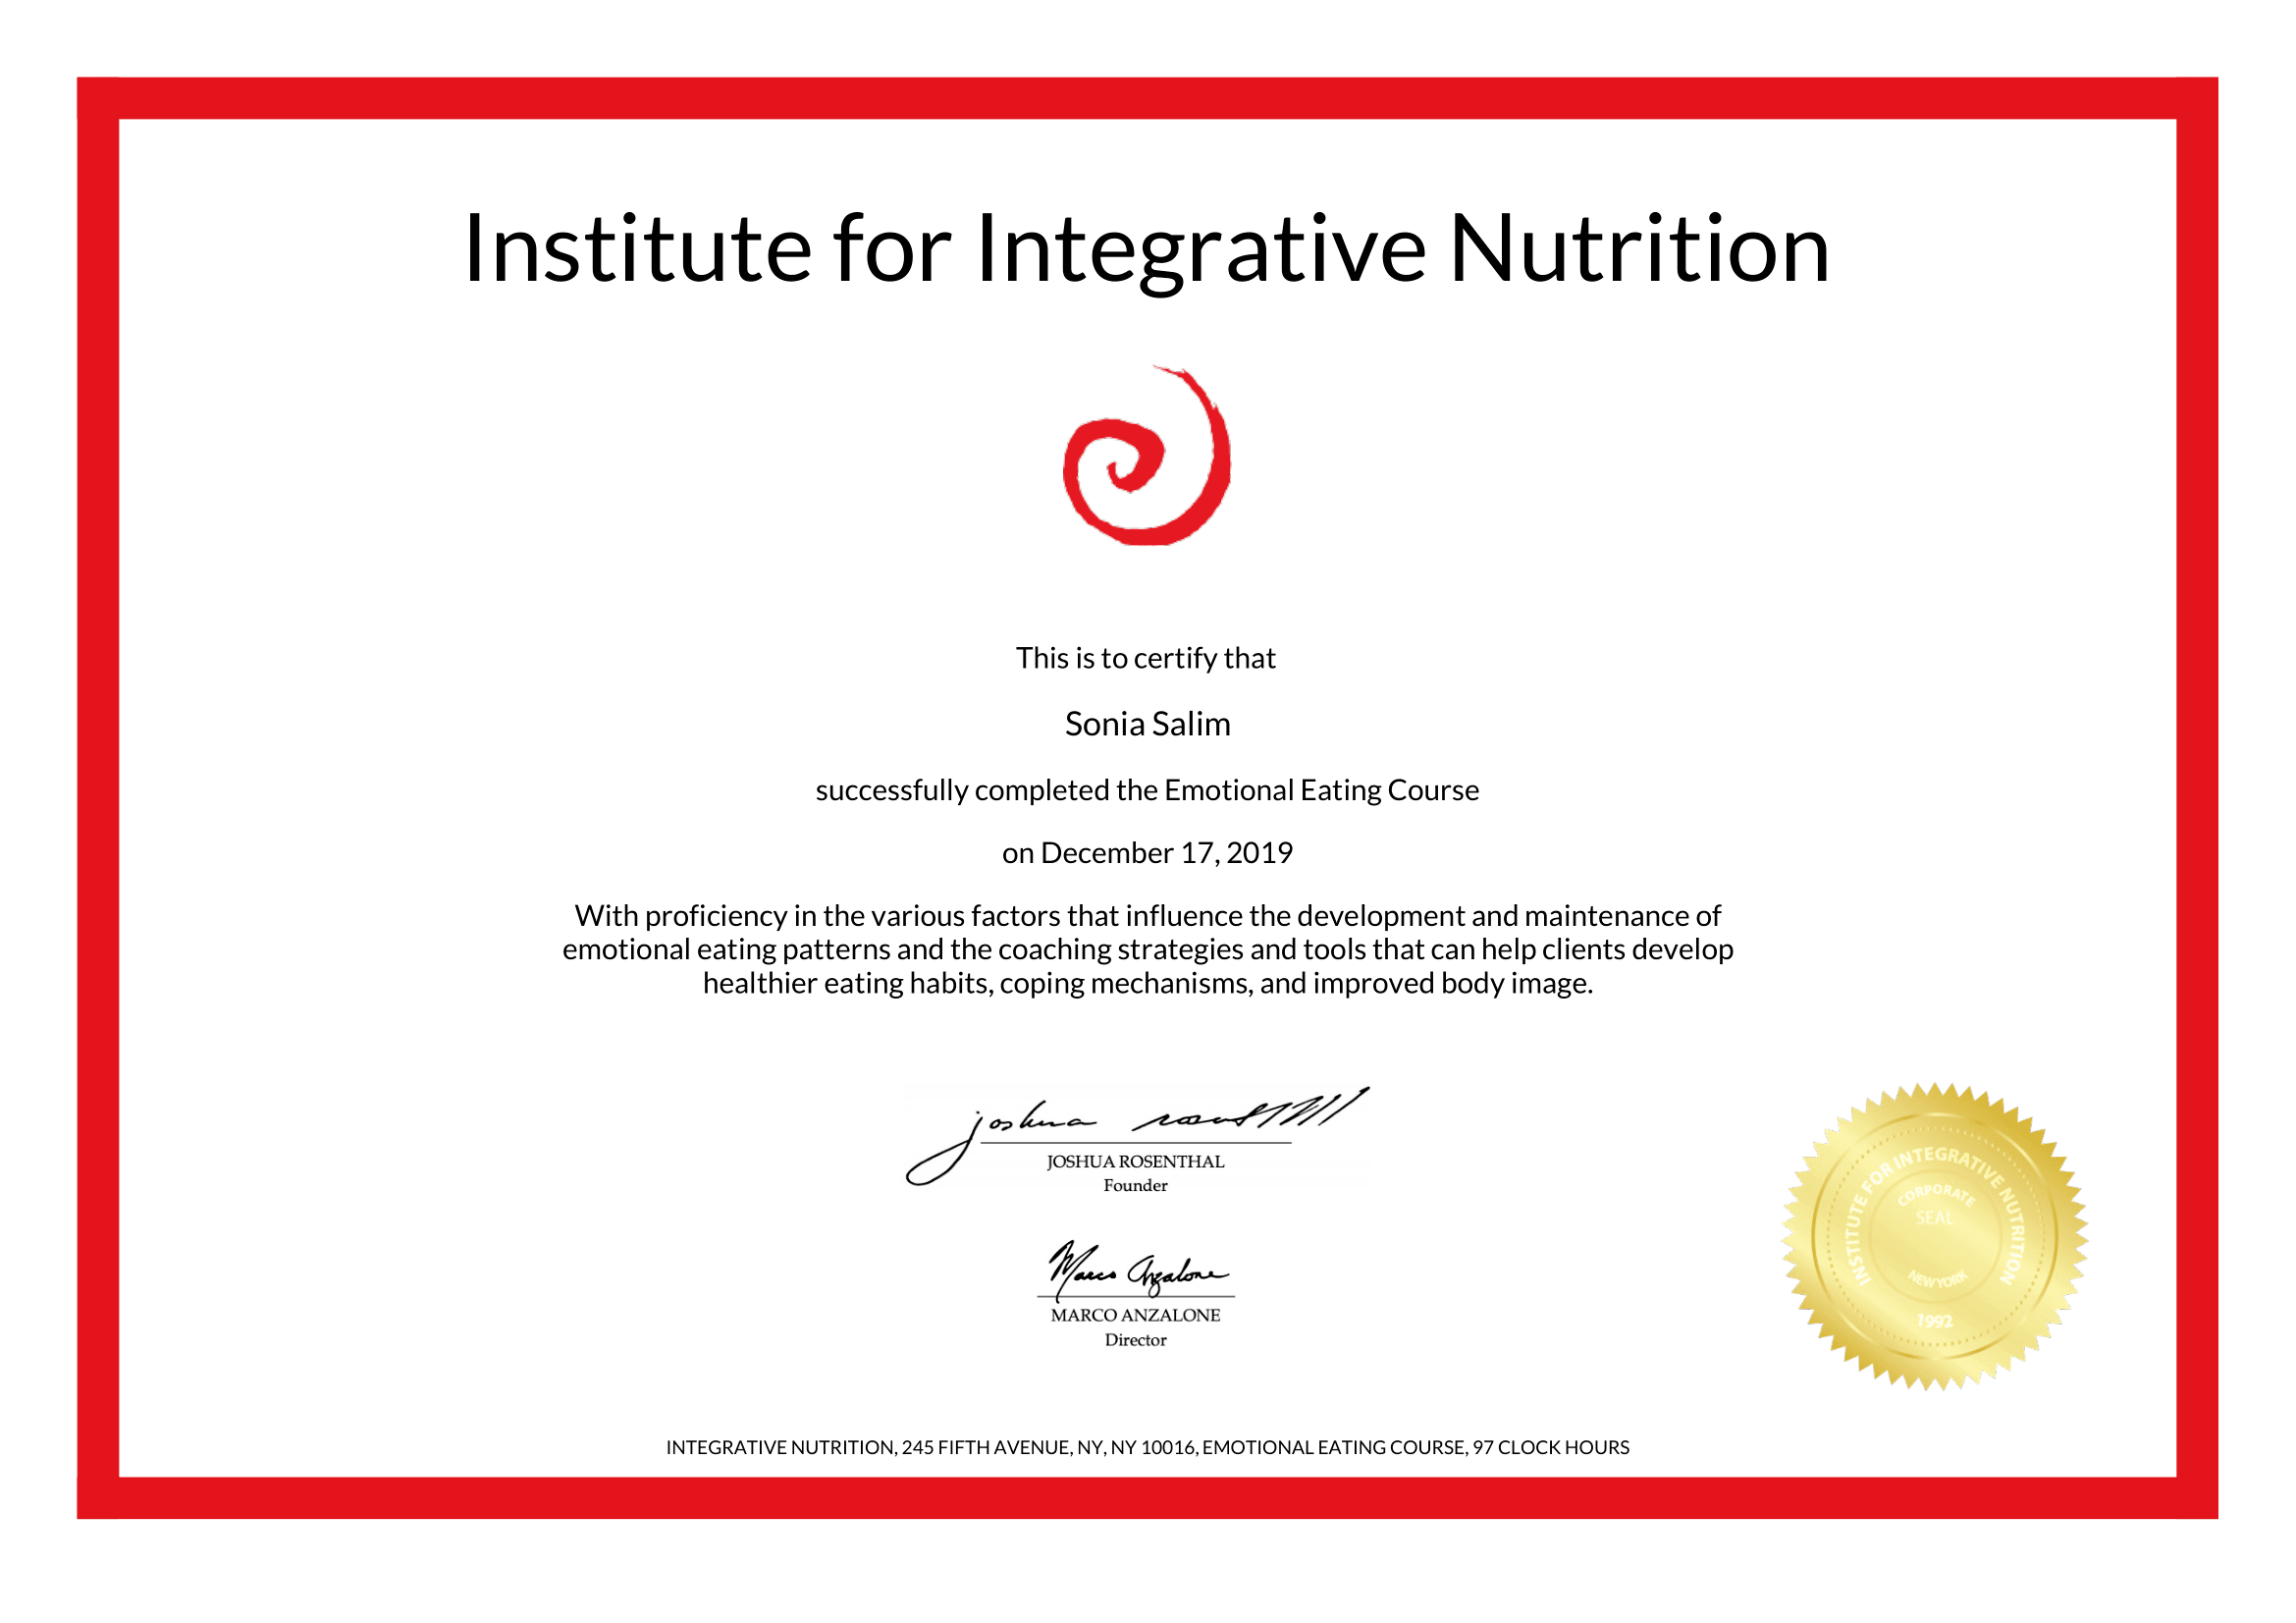 Institute for Integrative Nutrition
This is to certify that
Sonia Salim
successfully completed the Emotional Eating Course
on December 17, 2019
With proficiency in the various factors that influence the development and maintenance of
emotional eating patterns and the coaching strategies and tools that can help clients develop
healthier eating habits, coping mechanisms, and improved body image.
joshua
JOSHUA ROSENTHAL
Founder
Marco Anzalone
MARCO ANZALONE
Director
INSTITUTE FOR INTEGRATIVE NUTRITION
CORPORATE
SEAL
NEW YORK
1992
INTEGRATIVE NUTRITION, 245 FIFTH AVENUE, NY, NY 10016, EMOTIONAL EATING COURSE, 97 CLOCK HOURS